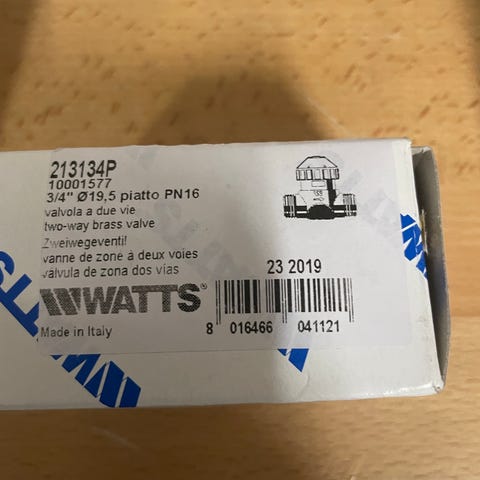 213134P
10001577
3/4" Ø19,5 piatto PN16
valvola a due vie
two-way brass valve
Zweiwegeventil
vanne de zone à deux voies
válvula de zona dos vías
23 2019
WATTS®
8 016466 041121
Made in Italy